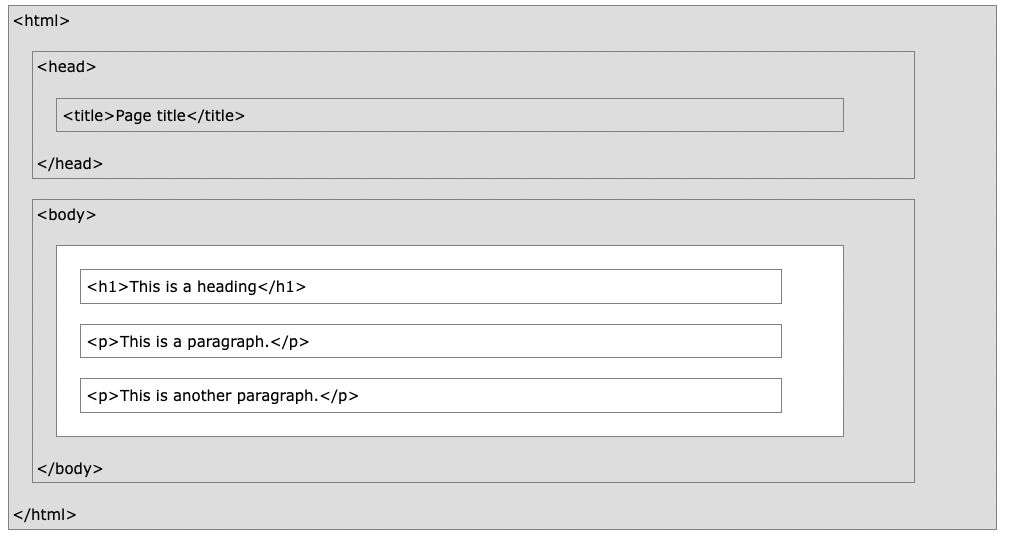 <html>
<head>
<title>Page title</title>
</head>
<body>
<h1>This is a heading</h1>
<p>This is a paragraph.</p>
<p>This is another paragraph.</p>
</body>
</html>